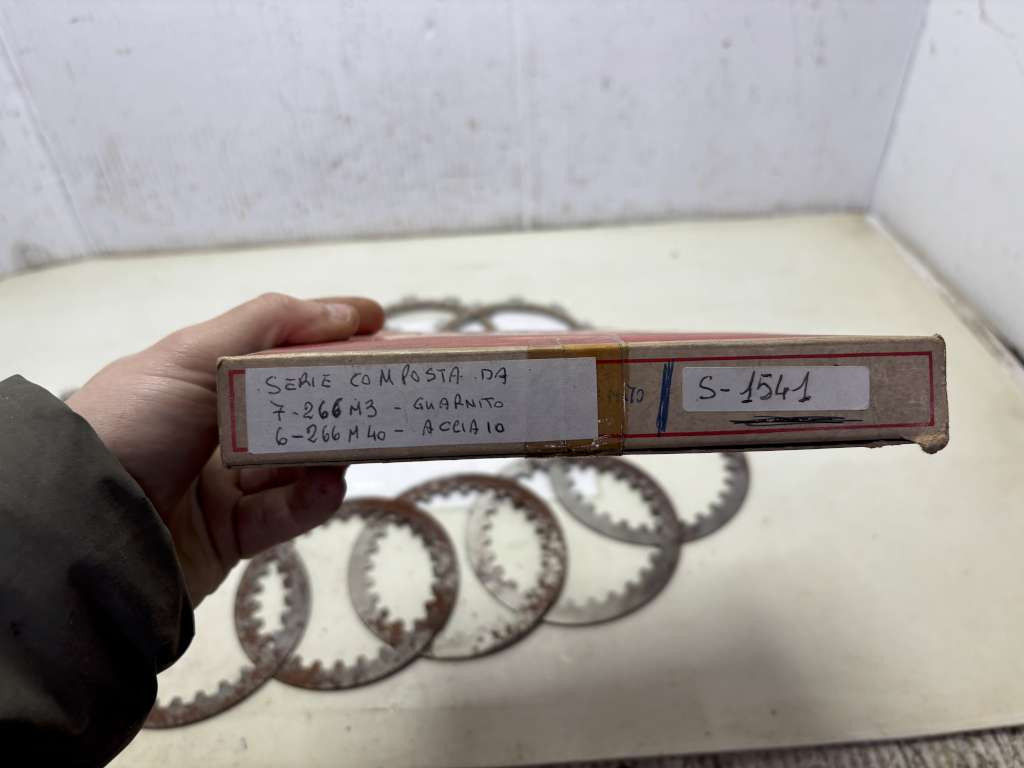 SERIE COMPOSTA DA
7-266M3 - GUARNITO
6-266M40 - ACCIAIO
S-1541